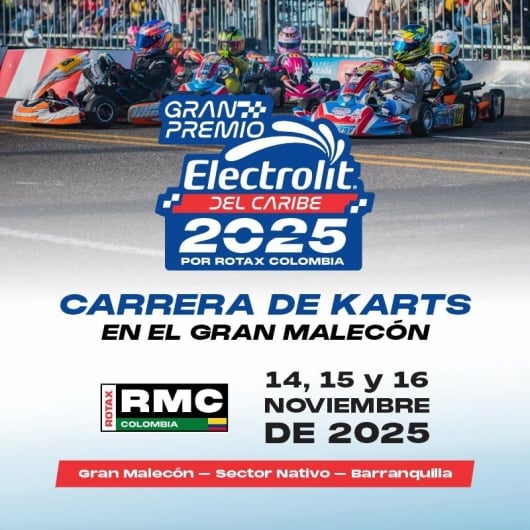 GRAN
PREMIO
Electrolit
DEL CARIBE
2025
POR ROTAX COLOMBIA
CARRERA DE KARTS
EN EL GRAN MALECÓN
ROTAX
RMC
COLOMBIA
14, 15 y 16
NOVIEMBRE
DE 2025
Gran Malecón — Sector Nativo — Barranquilla